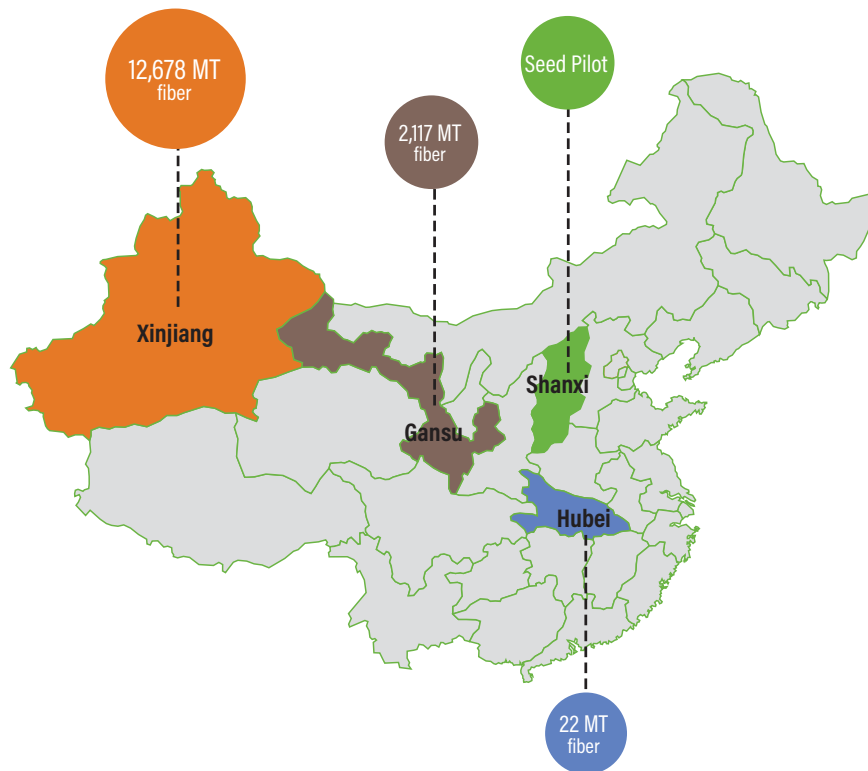 12,678 MT
fiber
Seed Pilot
2,117 MT
fiber
Xinjiang
Shanxi
Gansu
Hubei
22 MT
fiber